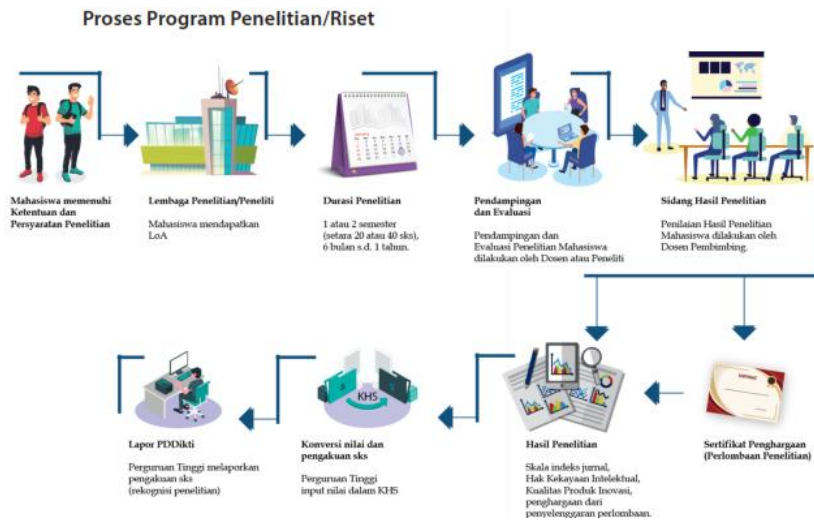 Proses Program Penelitian/Riset
Mahasiswa memenuhi
Ketentuan dan
Persyaratan Penelitian
Lembaga Penelitian/Peneliti
Mahasiswa mendapatkan
LoA
Durasi Penelitian
1 atau 2 semester
(setara 20 atau 40 sks),
6 bulan s.d. 1 tahun.
Pendampingan
dan Evaluasi
Pendampingan dan
Evaluasi Penelitian Mahasiswa
dilakukan oleh Dosen atau Peneliti
Sidang Hasil Penelitian
Penilaian Hasil Penelitian
Mahasiswa dilakukan oleh
Dosen Pembimbing.
Lapor PDDikti
Perguruan Tinggi melaporkan
pengakuan sks
(rekognisi penelitian)
KHS
Konversi nilai dan
pengakuan sks
Perguruan Tinggi
input nilai dalam KHS
Hasil Penelitian
Skala indeks jurnal,
Hak Kekayaan Intelektual,
Kualitas Produk Inovasi,
penghargaan dari
penyelenggaran perlombaan.
Sertifikat Penghargaan
(Perlombaan Penelitian)